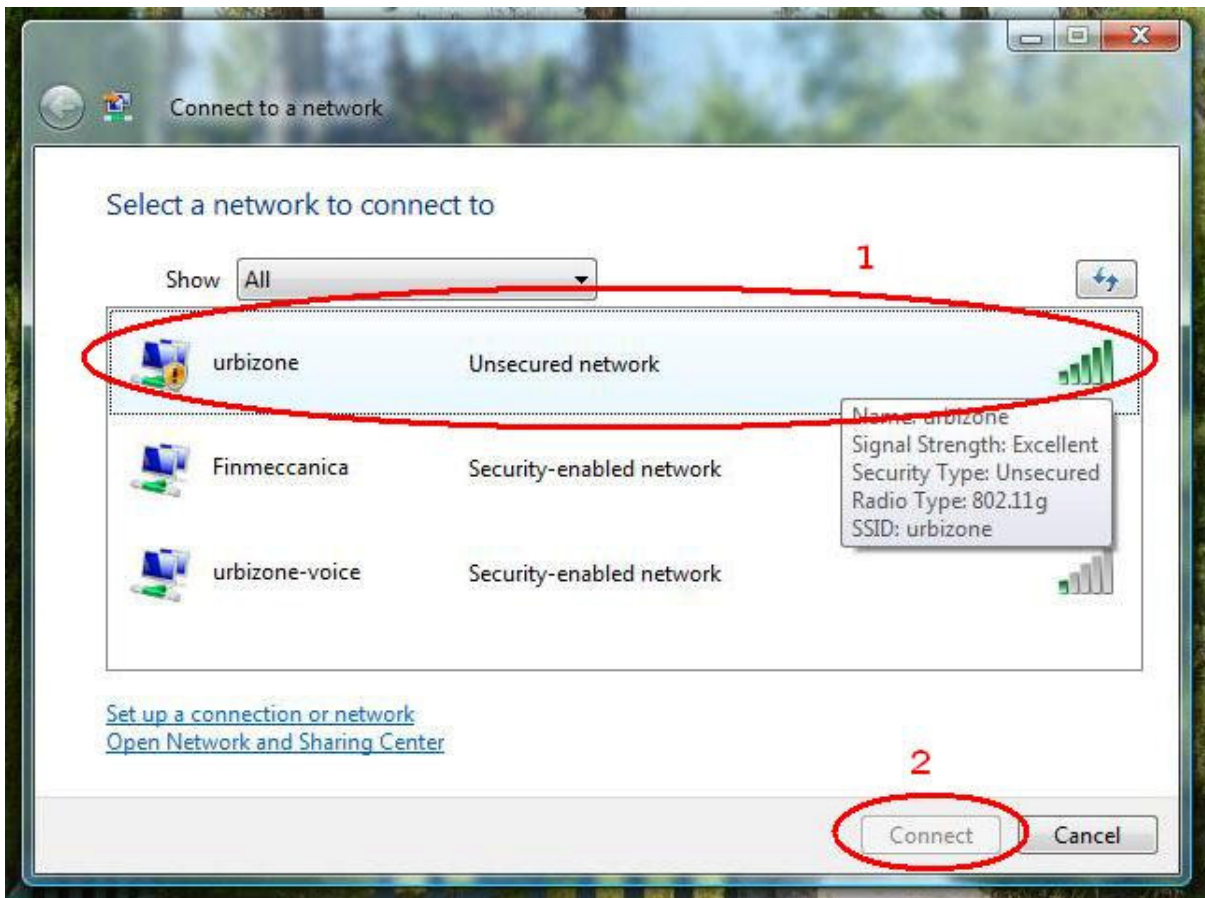 Connect to a network
Select a network to connect to
1
Show All
urbizone Unsecured network
Name: urbizone
Signal Strength: Excellent
Finmeccanica Security-enabled network
Security Type: Unsecured
Radio Type: 802.11g
SSID: urbizone
urbizone-voice Security-enabled network
Set up a connection or network
Open Network and Sharing Center
2
Connect Cancel